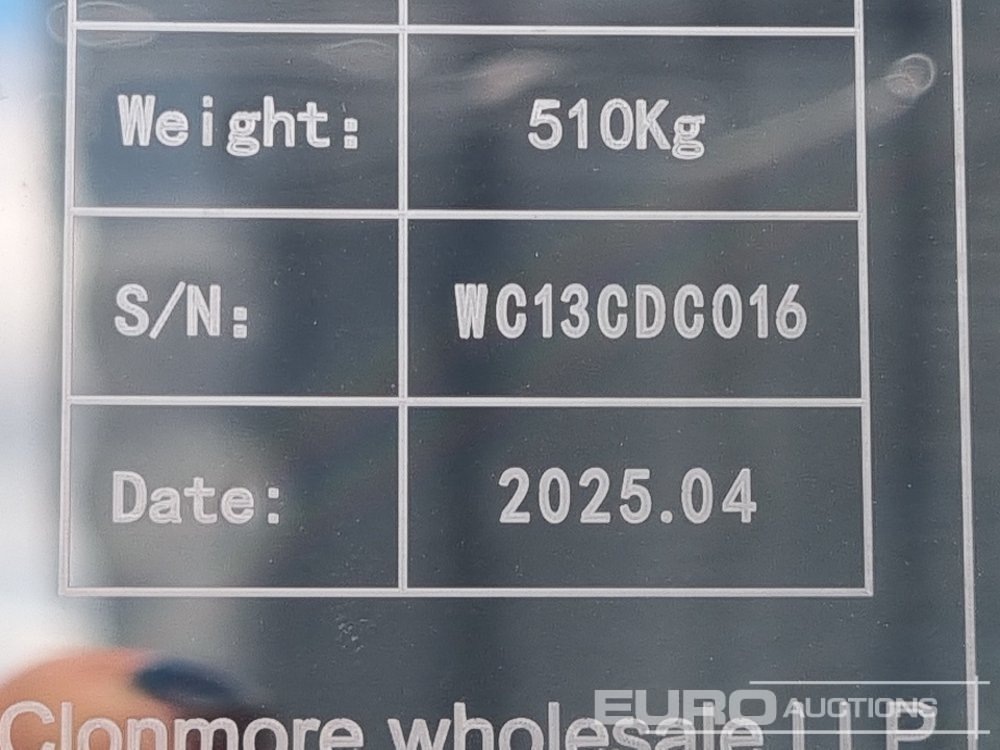 Weight: 510Kg
S/N: WC13CDC016
Date: 2025.04
Clonmore wholesale LLP
EURO AUCTIONS